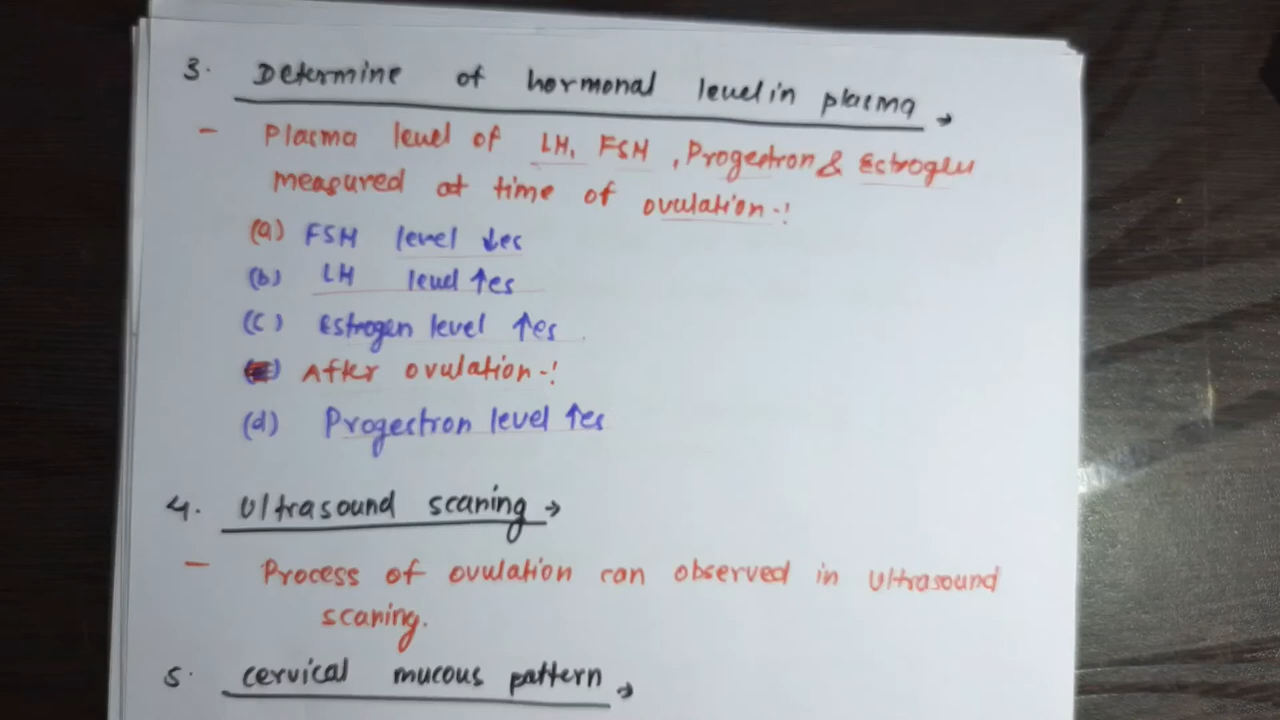 3. Determine of hormonal level in plasma →
- Plasma level of LH, FSH, Progestron & Estrogen
measured at time of ovulation -!
(a) FSH level ↓es
(b) LH level ↑es
(c) Estrogen level ↑es
After ovulation -!
(d) Progestron level ↑es
4. Ultrasound scaning →
- Process of ovulation can observed in Ultrasound
scaning.
5. cervical mucous pattern →